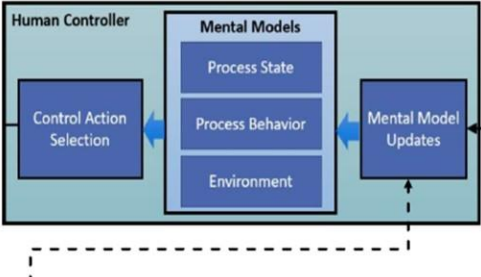 Human Controller
Mental Models
Process State
Control Action
Selection
Process Behavior
Mental Model
Updates
Environment